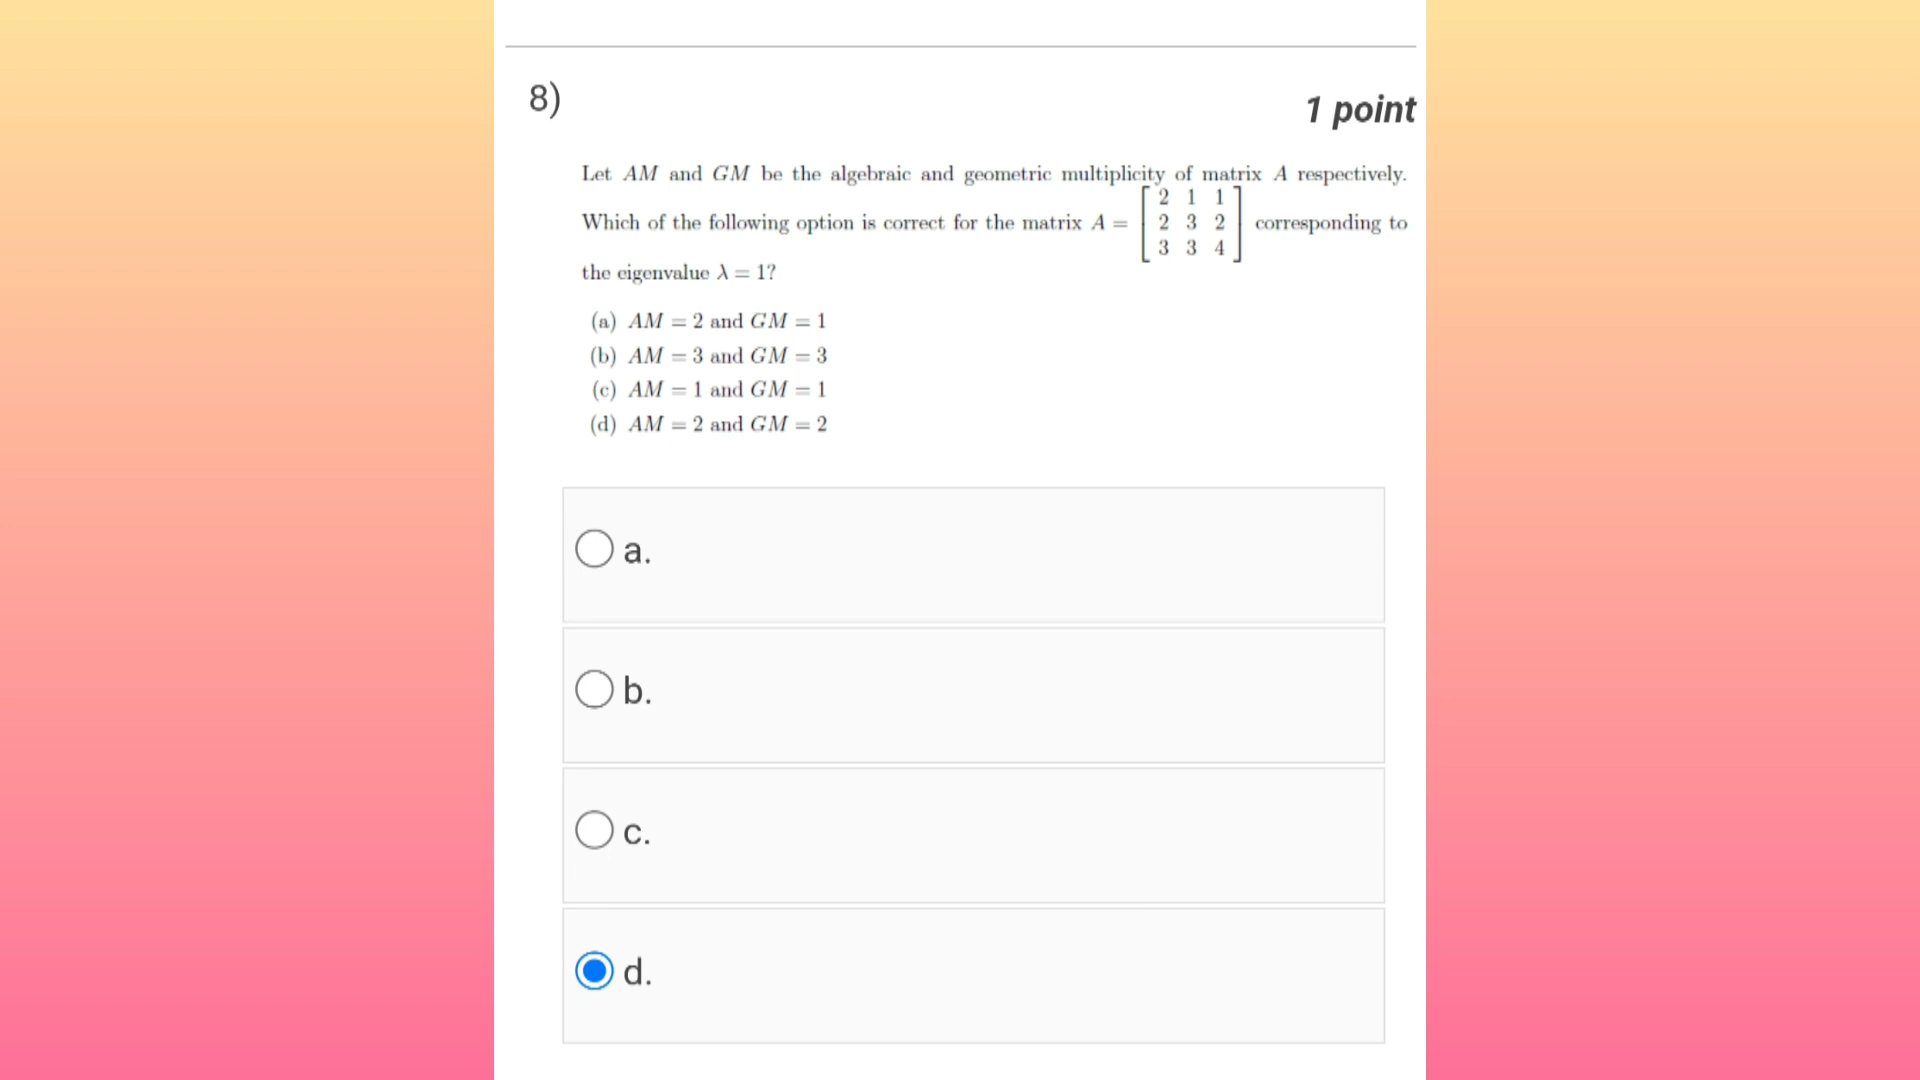 8)
1 point
Let AM and GM be the algebraic and geometric multiplicity of matrix A respectively.
Which of the following option is correct for the matrix A = [ 2 1 1
2 3 2
3 3 4 ] corresponding to
the eigenvalue λ = 1?
(a) AM = 2 and GM = 1
(b) AM = 3 and GM = 3
(c) AM = 1 and GM = 1
(d) AM = 2 and GM = 2
a.
b.
c.
d.